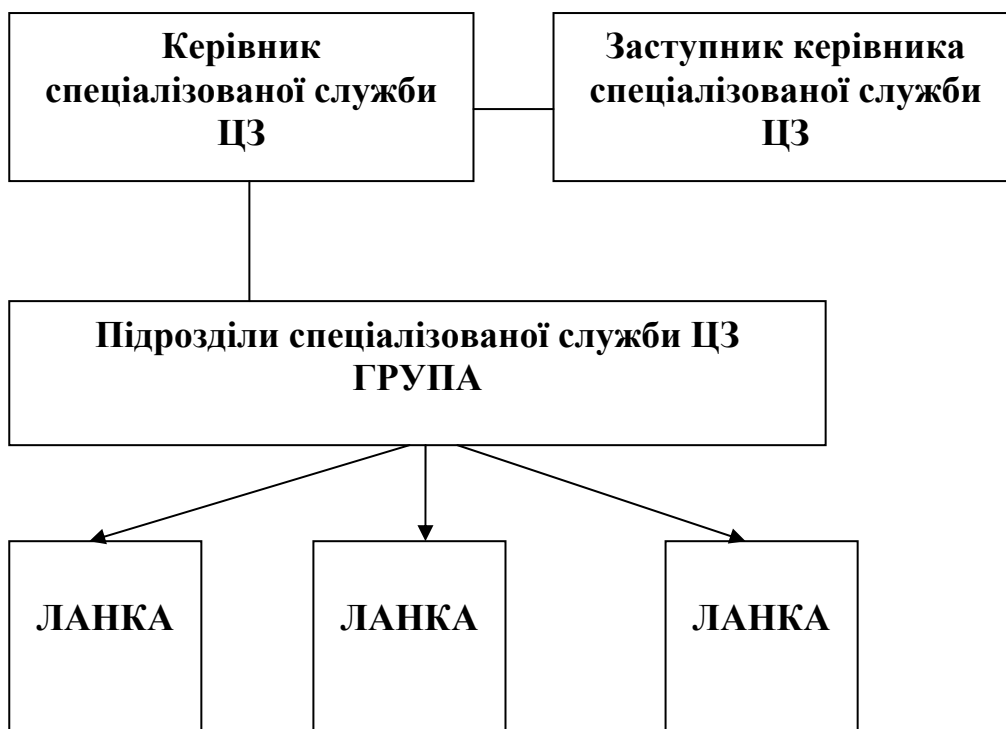 Керівник
спеціалізованої служби
ЦЗ
Заступник керівника
спеціалізованої служби
ЦЗ
Підрозділи спеціалізованої служби ЦЗ
ГРУПА
ЛАНКА
ЛАНКА
ЛАНКА